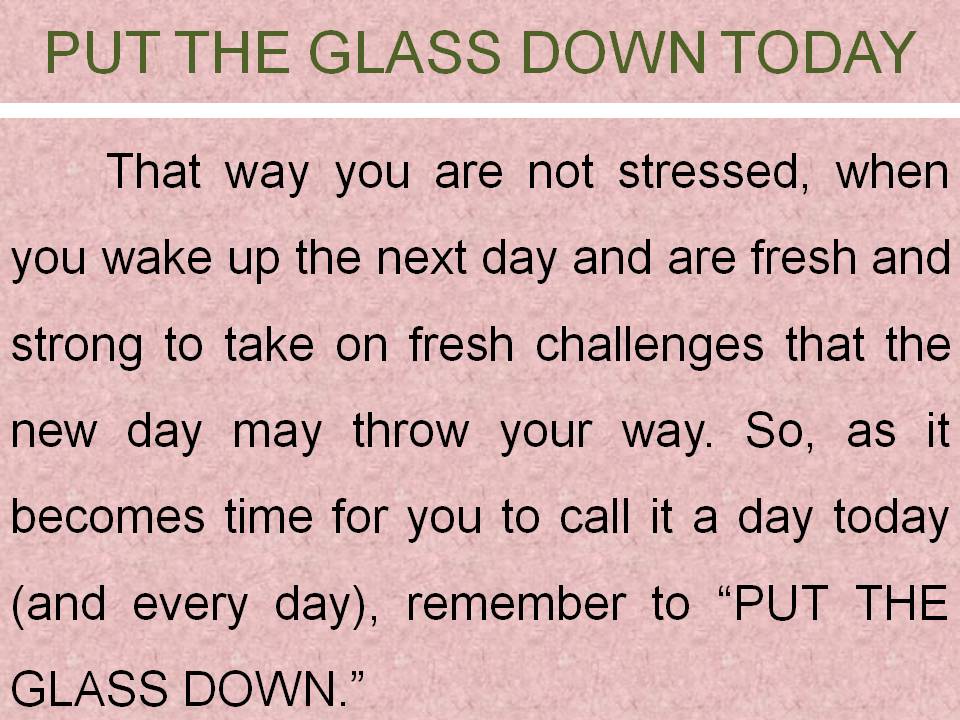 PUT THE GLASS DOWN TODAY
That way you are not stressed, when
you wake up the next day and are fresh and
strong to take on fresh challenges that the
new day may throw your way. So, as it
becomes time for you to call it a day today
(and every day), remember to “PUT THE
GLASS DOWN.”